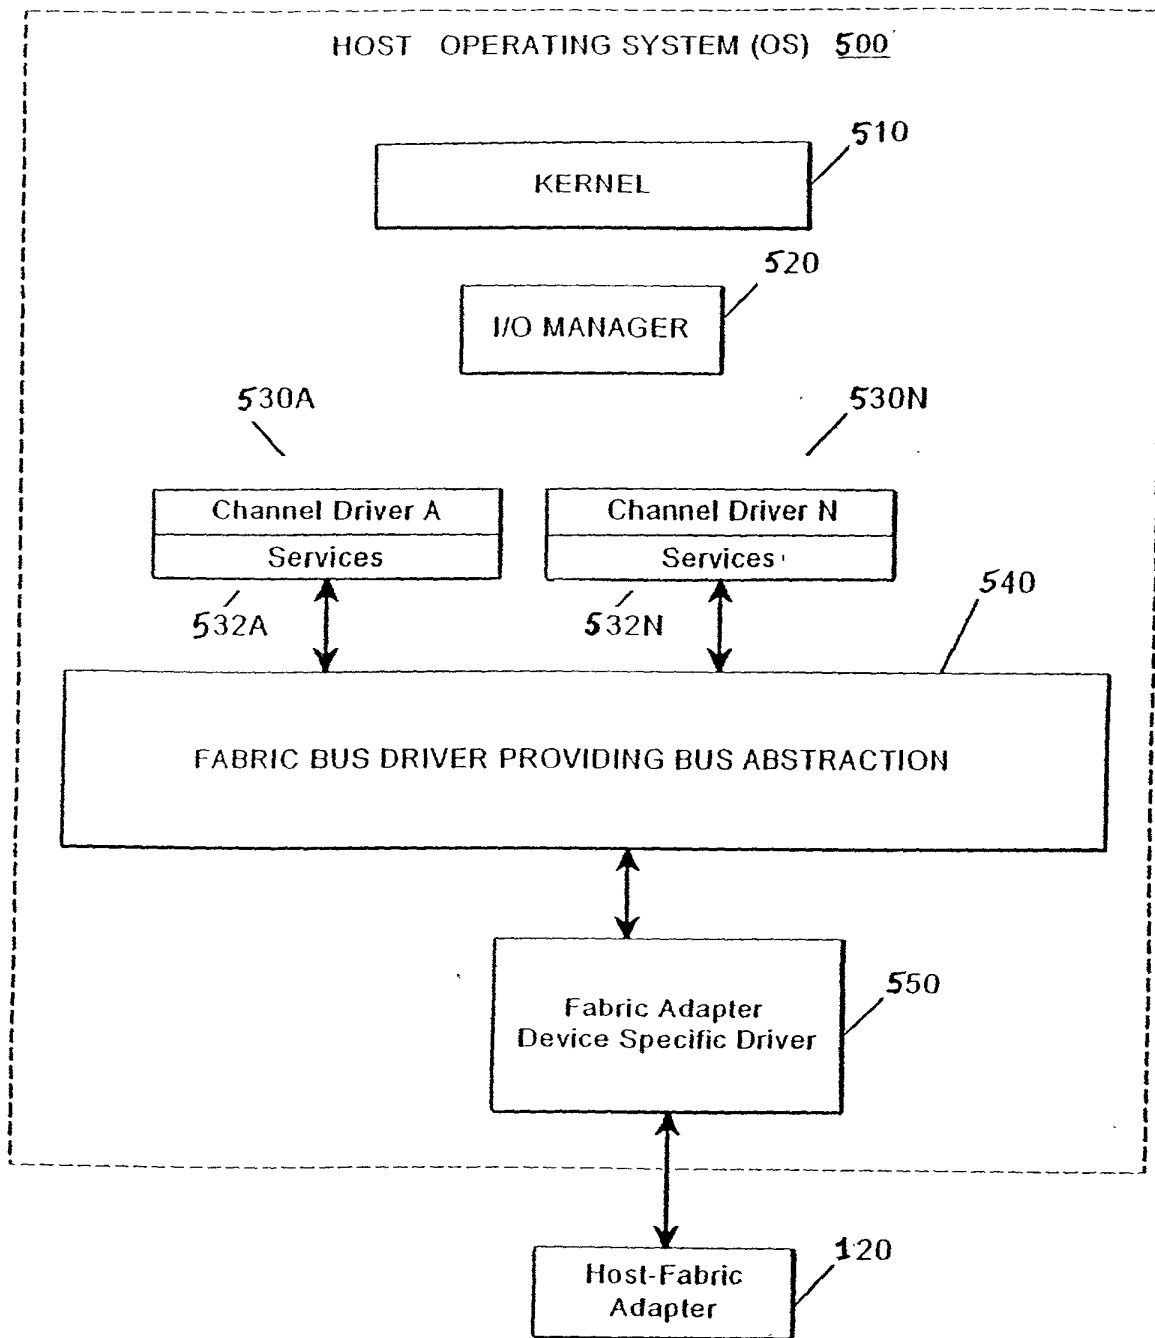 HOST OPERATING SYSTEM (OS) 500
510
KERNEL
520
I/O MANAGER
530A
530N
Channel Driver A
Services
Channel Driver N
Services
532A
532N
540
FABRIC BUS DRIVER PROVIDING BUS ABSTRACTION
550
Fabric Adapter
Device Specific Driver
120
Host-Fabric
Adapter